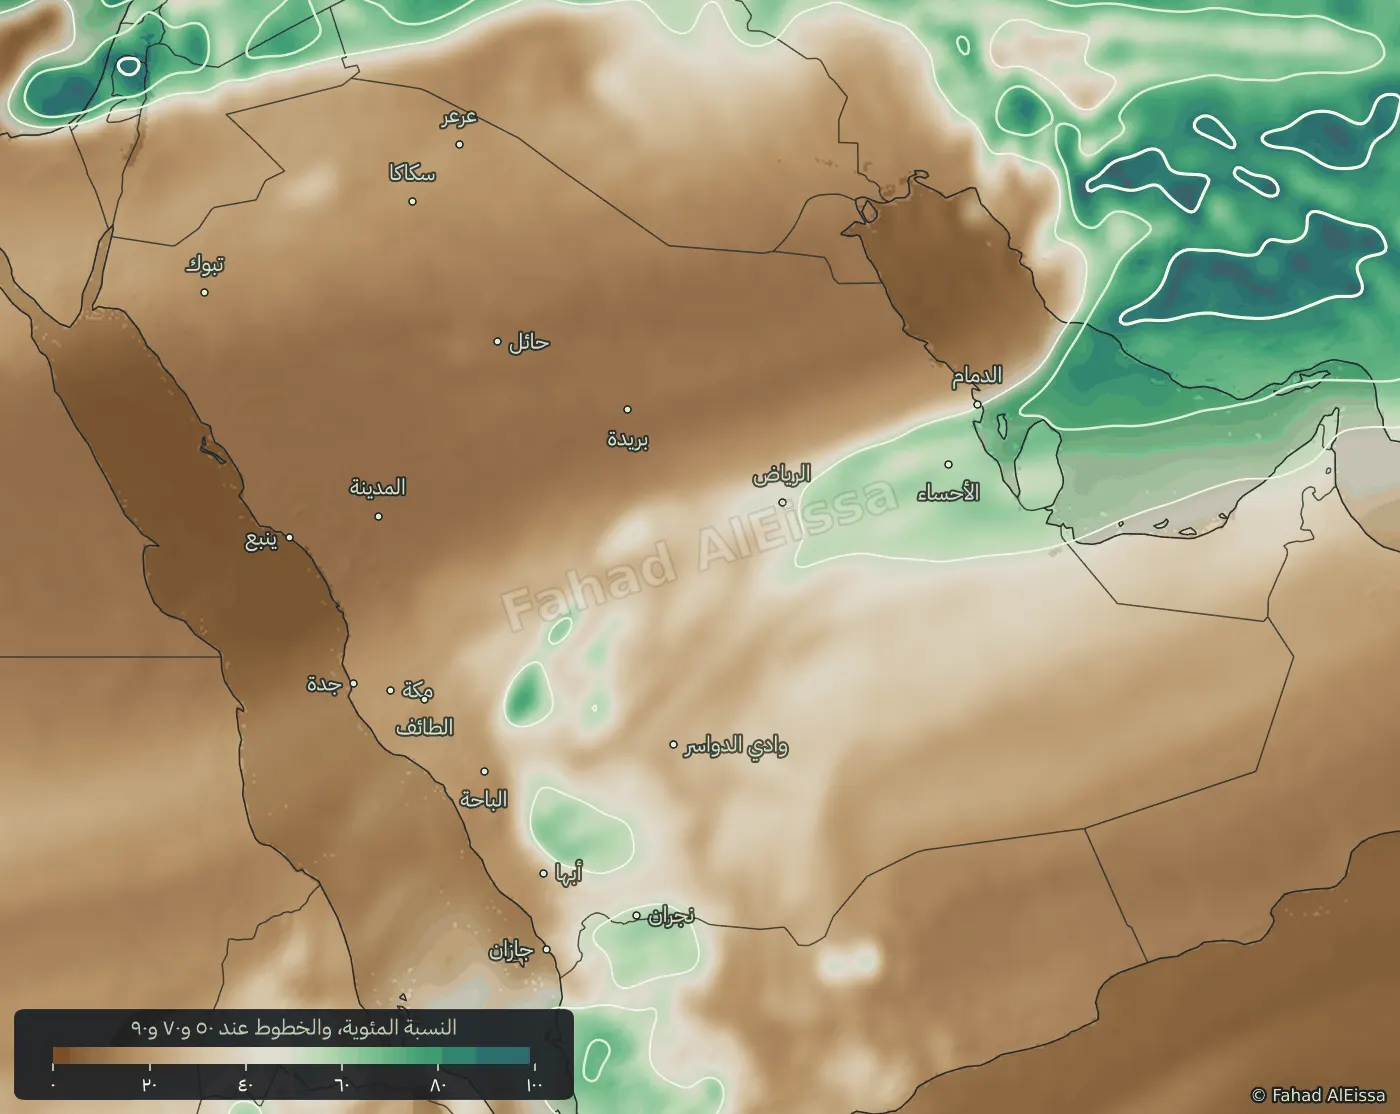 عرعر
سكاكا
تبوك
حائل
الدمام
بريدة
الرياض
الأحساء
المدينة
ينبع
Fahad AlEissa
جدة
مكة
الطائف
وادي الدواسر
الباحة
أبها
نجران
جازان
النسبة المئوية، والخطوط عند ٥٠ و٧٠ و٩٠
٠ ٢٠ ٤٠ ٦٠ ٨٠ ١٠٠
© Fahad AlEissa